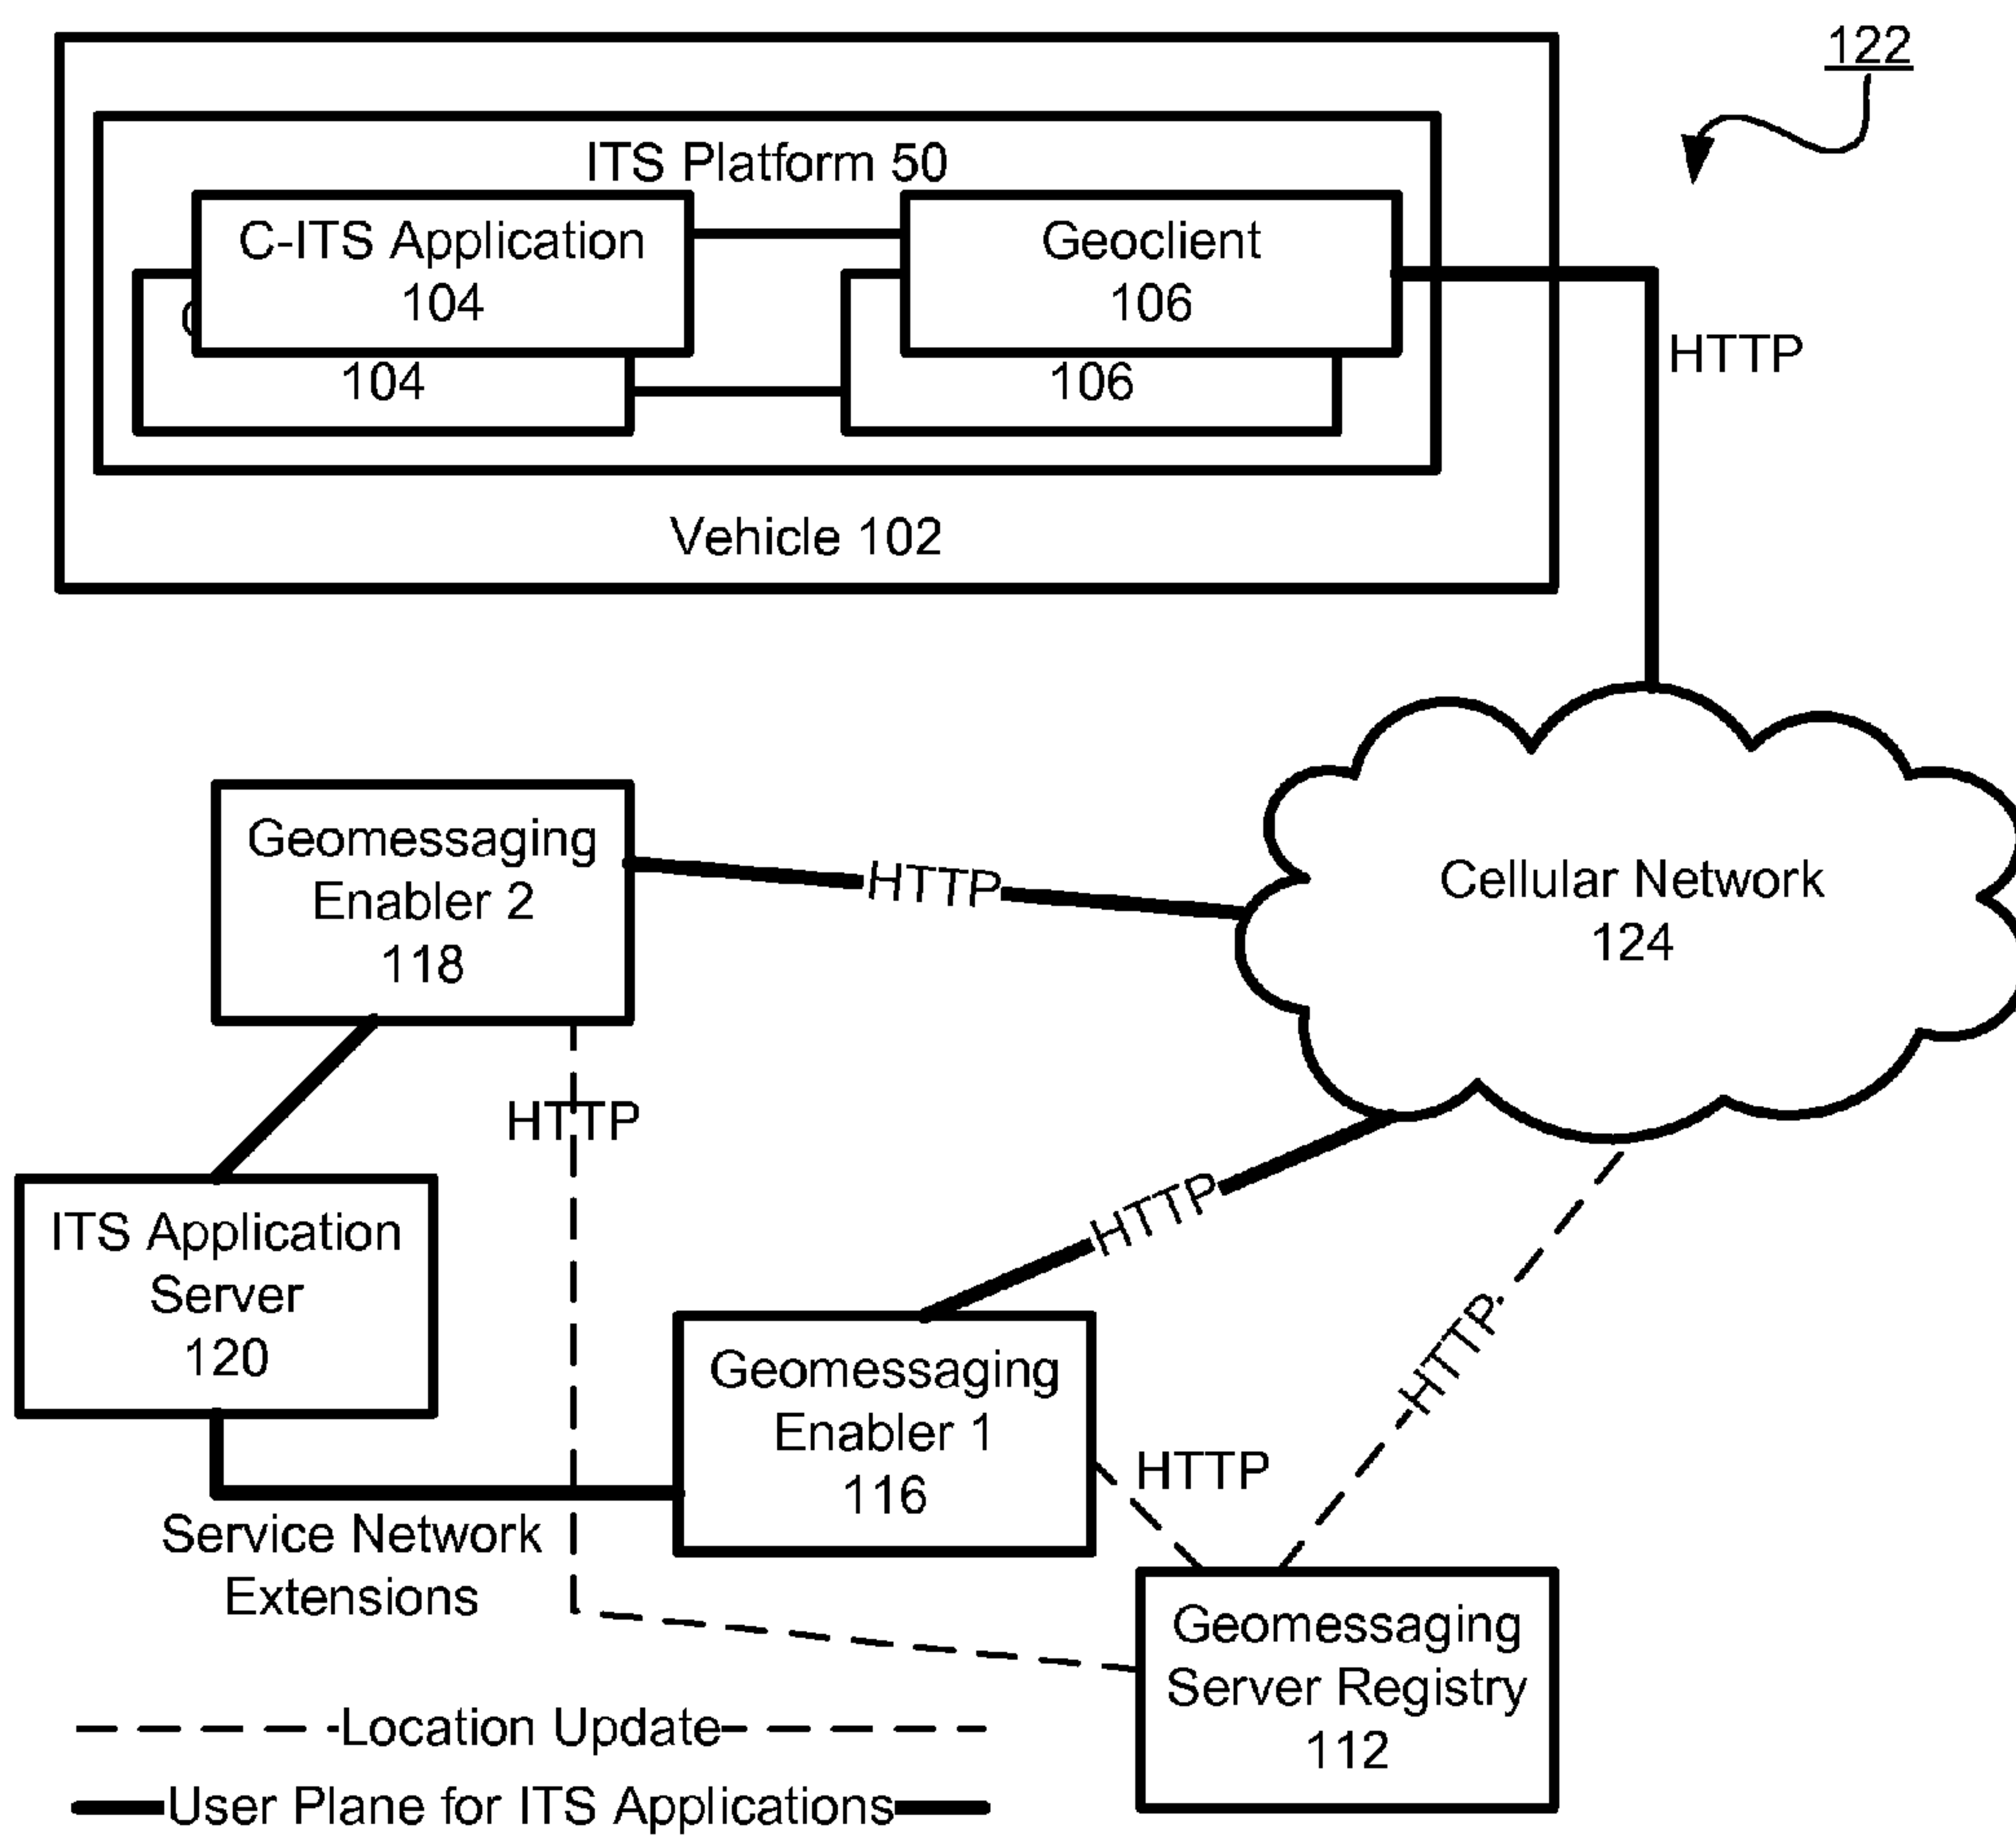 122
ITS Platform 50
C-ITS Application
104
104
Geoclient
106
106
HTTP
Vehicle 102
Geomessaging
Enabler 2
118
HTTP
Cellular Network
124
HTTP
ITS Application
Server
120
HTTP
Geomessaging
Enabler 1
116
HTTP
HTTP
Service Network
Extensions
Geomessaging
Server Registry
112
Location Update
User Plane for ITS Applications